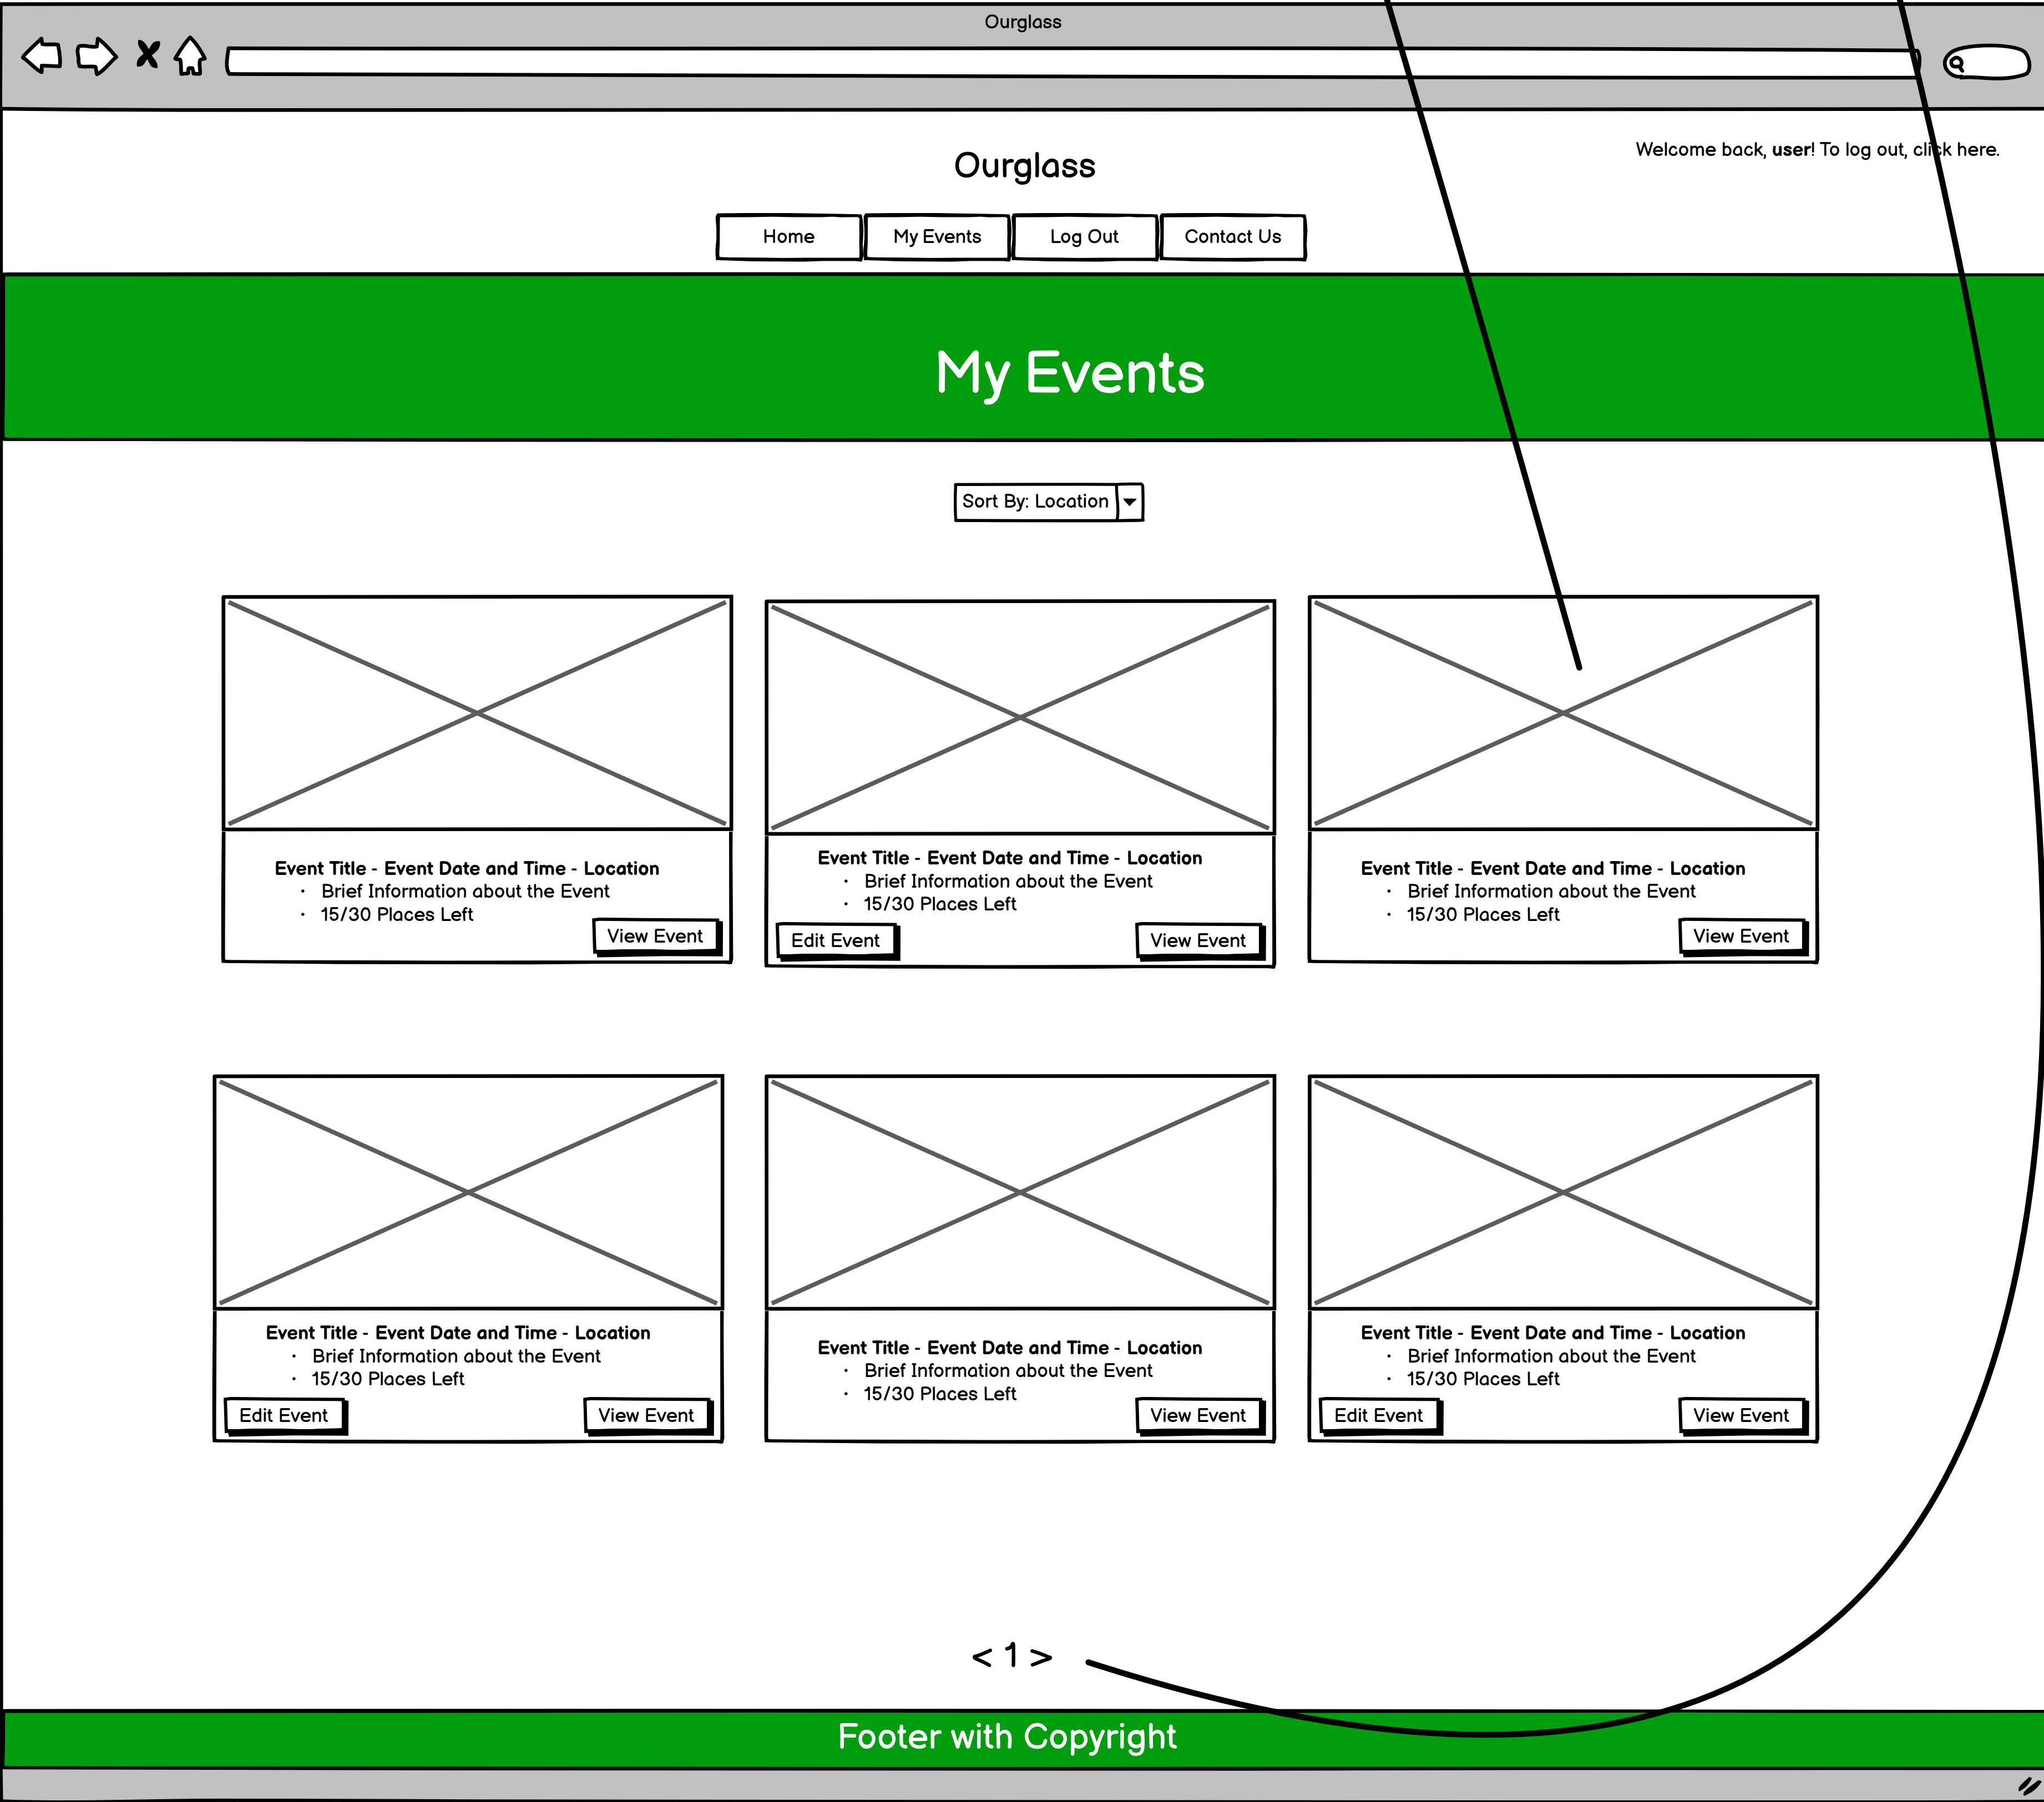 Ourglass
Welcome back, user! To log out, click here.
Ourglass
Home
My Events
Log Out
Contact Us
My Events
Sort By: Location
Event Title - Event Date and Time - Location
• Brief Information about the Event
• 15/30 Places Left
View Event
Event Title - Event Date and Time - Location
• Brief Information about the Event
• 15/30 Places Left
Edit Event
View Event
Event Title - Event Date and Time - Location
• Brief Information about the Event
• 15/30 Places Left
View Event
Event Title - Event Date and Time - Location
• Brief Information about the Event
• 15/30 Places Left
Edit Event
View Event
Event Title - Event Date and Time - Location
• Brief Information about the Event
• 15/30 Places Left
View Event
Event Title - Event Date and Time - Location
• Brief Information about the Event
• 15/30 Places Left
Edit Event
View Event
< 1 >
Footer with Copyright